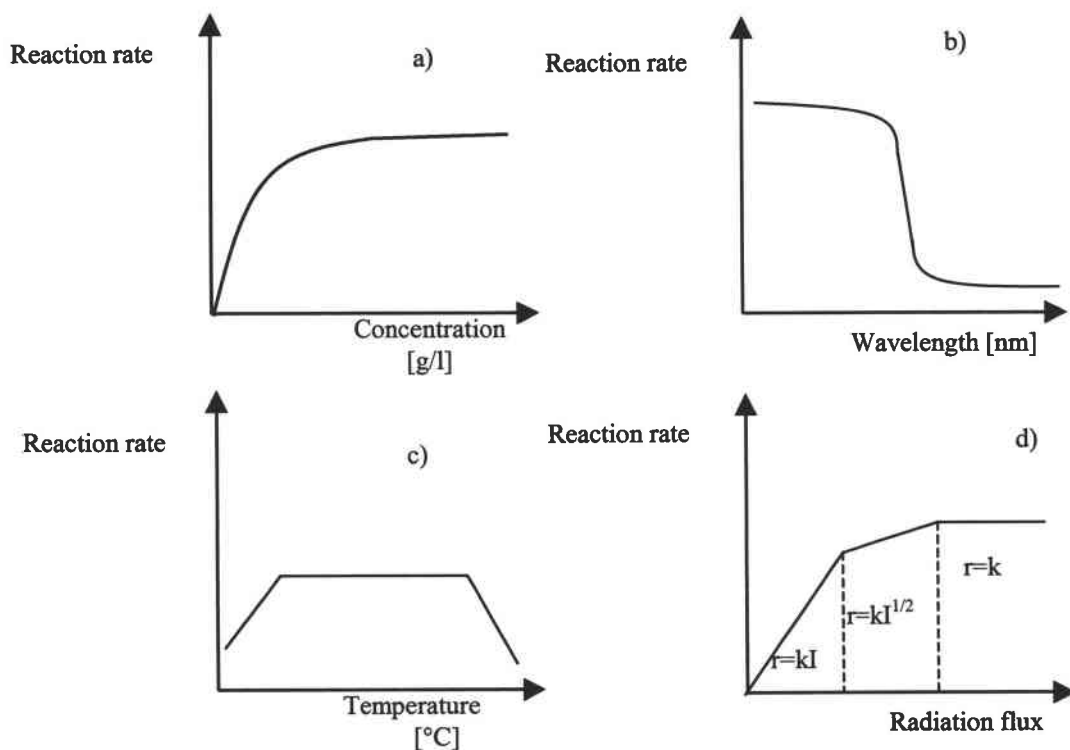 Reaction rate
a)
Concentration
[g/l]
Reaction rate
b)
Wavelength [nm]
Reaction rate
c)
Temperature
[°C]
Reaction rate
d)
r=kI
r=kI^{1/2}
r=k
Radiation flux